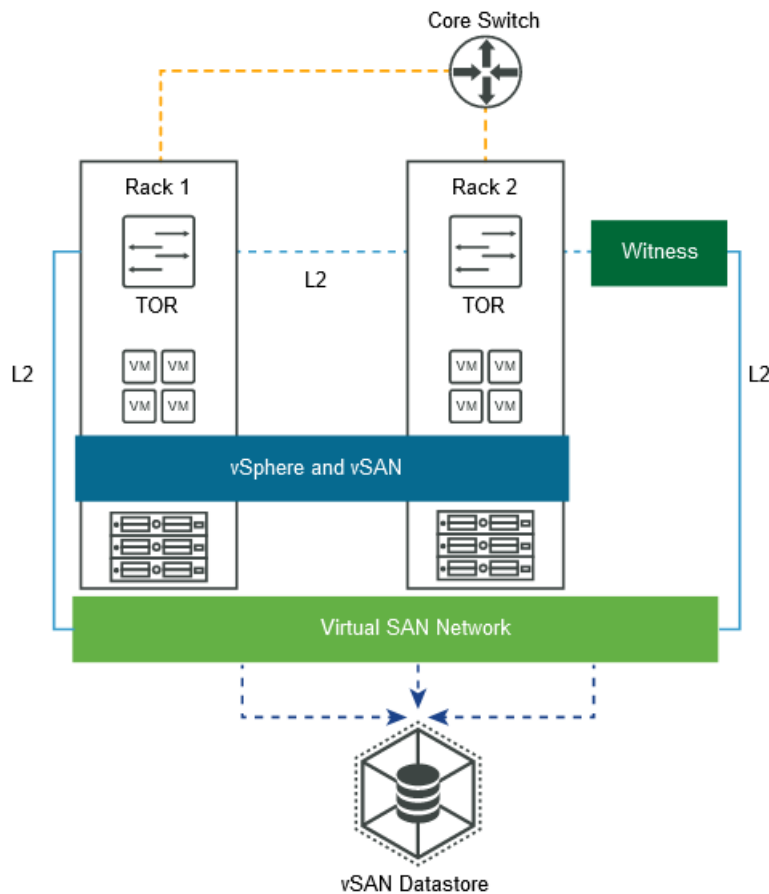 Core Switch
Rack 1
Rack 2
Witness
L2
TOR
TOR
L2
L2
VM VM
VM VM
VM VM
VM VM
vSphere and vSAN
Virtual SAN Network
vSAN Datastore